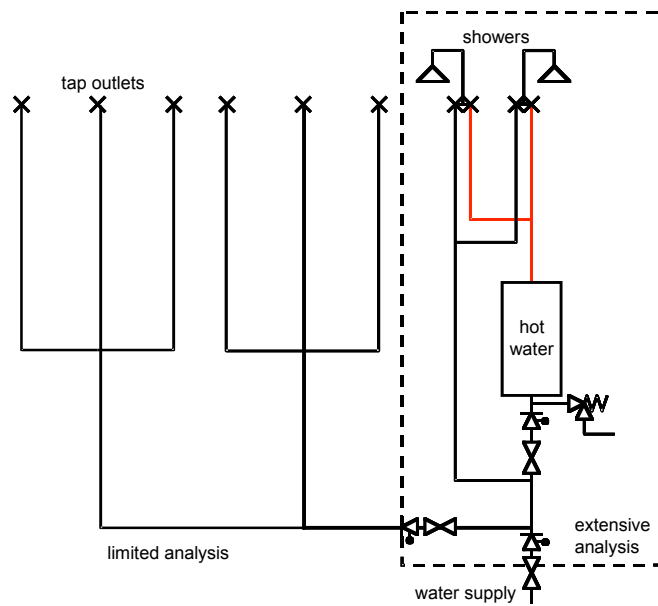 showers
tap outlets
hot
water
extensive
analysis
limited analysis
water supply